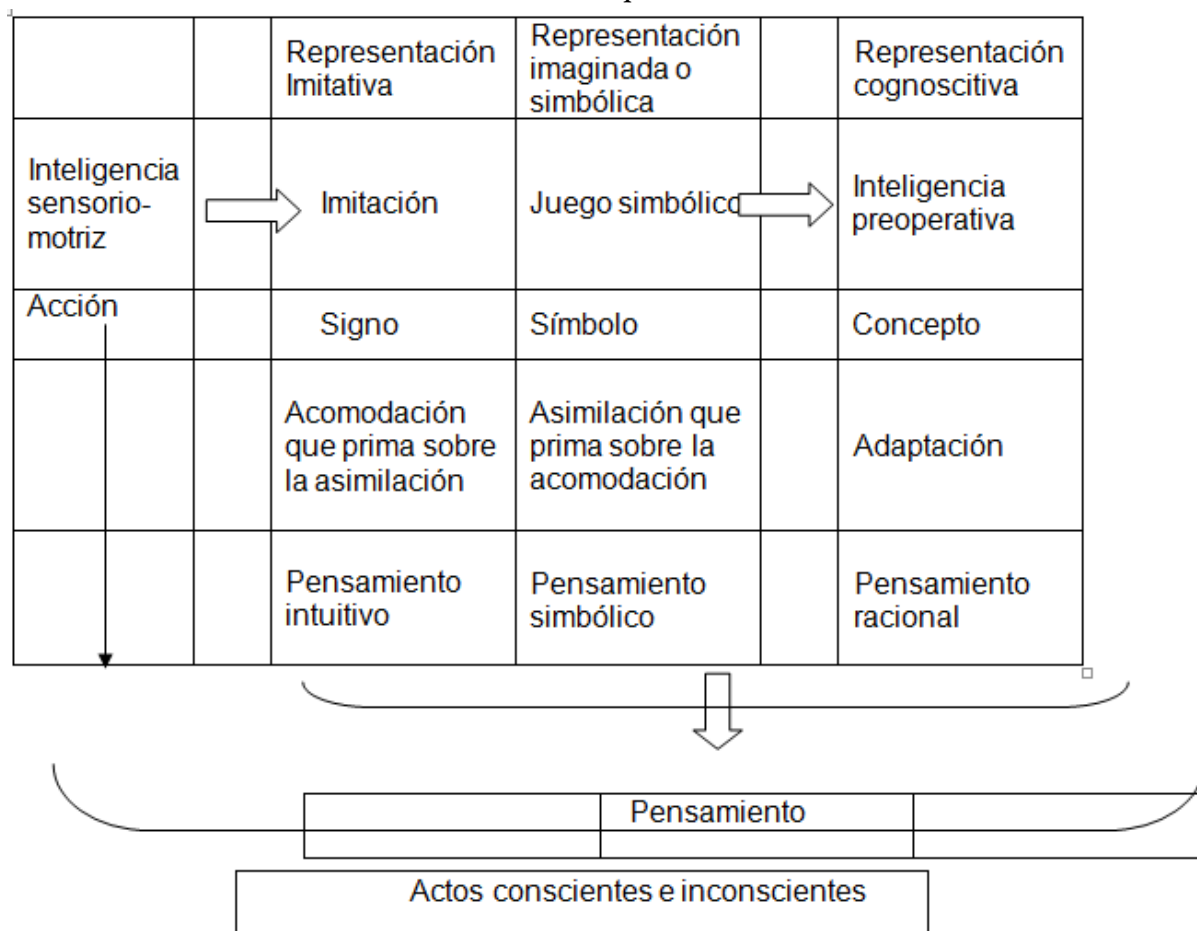 Representación
Imitativa
Representación
imaginada o
simbólica
Representación
cognoscitiva
Inteligencia
sensorio-
motriz
Imitación
Juego simbólico
Inteligencia
preoperativa
Acción
Signo
Símbolo
Concepto
Acomodación
que prima sobre
la asimilación
Asimilación que
prima sobre la
acomodación
Adaptación
Pensamiento
intuitivo
Pensamiento
simbólico
Pensamiento
racional
Pensamiento
Actos conscientes e inconscientes